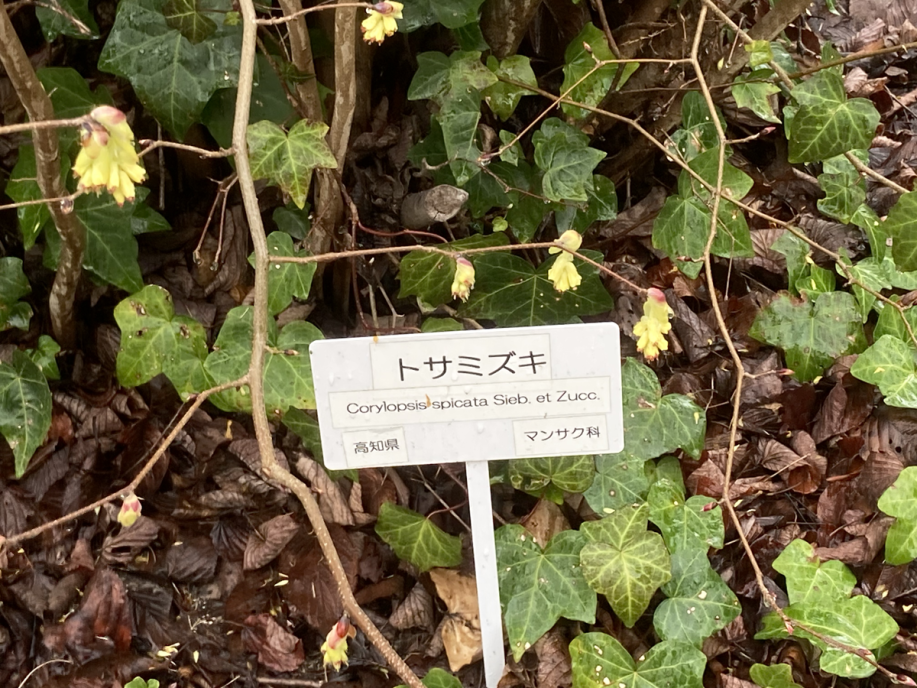 トサミズキ
Corylopsis spicata Sieb. et Zucc.
高知県 マンサク科